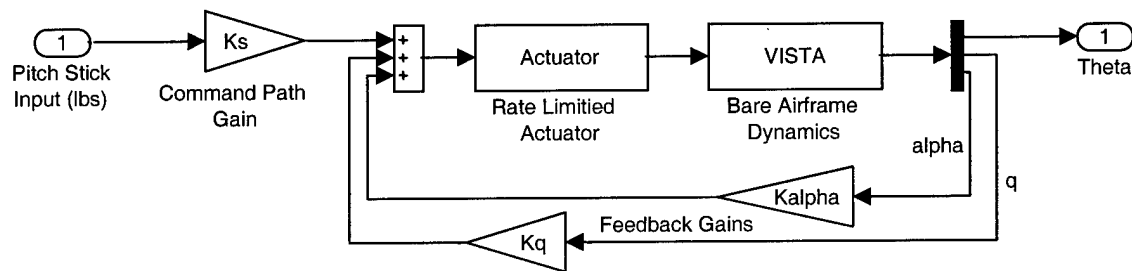 1
Pitch Stick
Input (lbs)
Ks
Command Path
Gain
+
+
+
Actuator
Rate Limitied
Actuator
VISTA
Bare Airframe
Dynamics
1
Theta
alpha
q
Kalpha
Feedback Gains
Kq